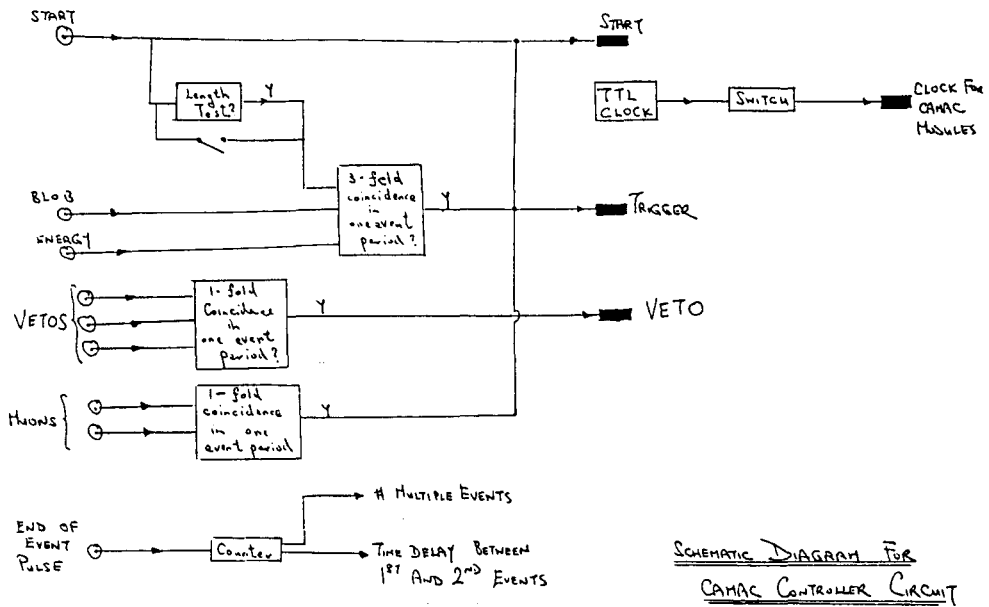 START
START
Length
Test?
Y
TTL
CLOCK
SWITCH
CLOCK FOR
CAMAC
MODULES
3-fold
coincidence
in
one event
period?
Y
BLOB
TRIGGER
ENERGY
VETOS
1-fold
Coincidence
in
one event
period?
Y
VETO
MUONS
1-fold
coincidence
in one
event period
Y
# MULTIPLE EVENTS
END OF
EVENT
PULSE
Counter
TIME DELAY BETWEEN
1ST AND 2ND EVENTS
SCHEMATIC DIAGRAM FOR
CAMAC CONTROLLER CIRCUIT